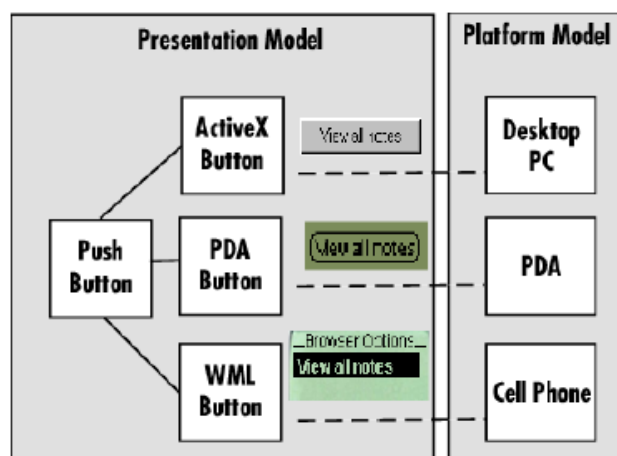 Presentation Model
Platform Model
ActiveX
Button
View all notes
Desktop
PC
Push
Button
PDA
Button
View all notes
PDA
WML
Button
Browser Options
View all notes
Cell Phone